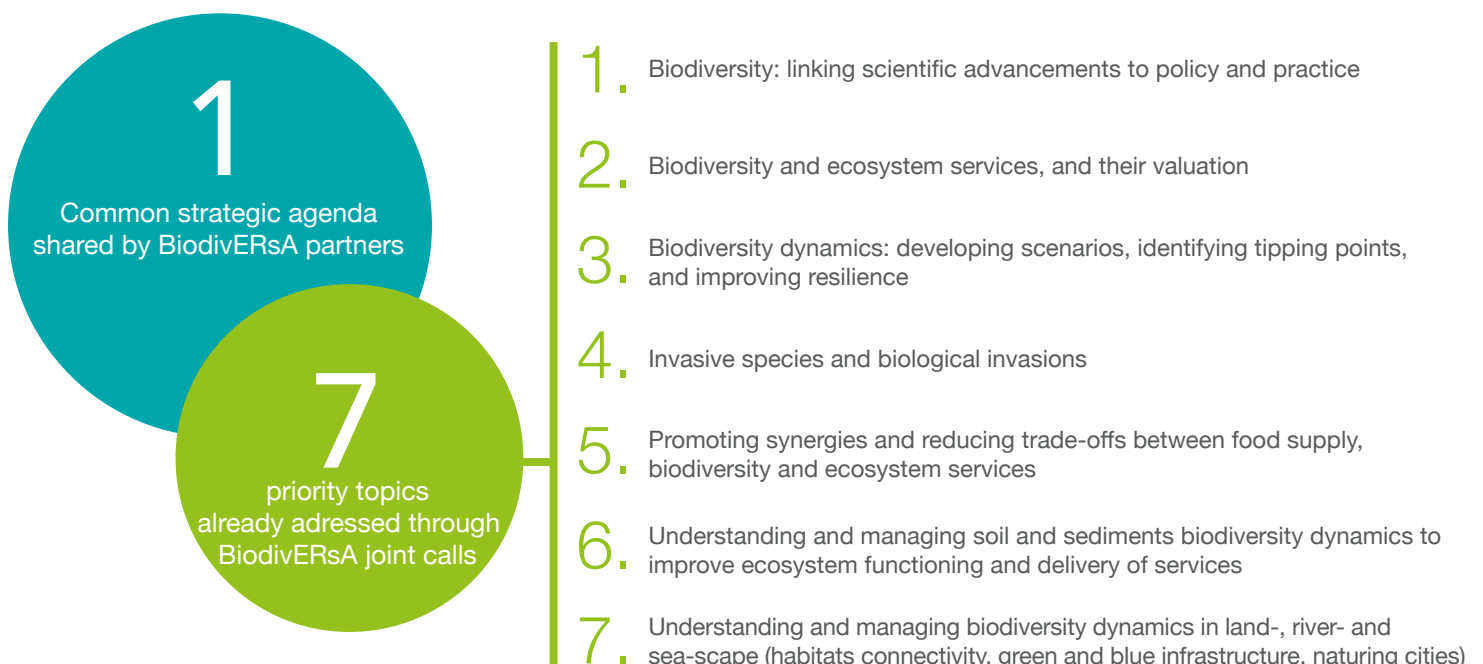 1
Common strategic agenda
shared by BiodivERsA partners
7
priority topics
already adressed through
BiodivERsA joint calls
1. Biodiversity: linking scientific advancements to policy and practice
2. Biodiversity and ecosystem services, and their valuation
3. Biodiversity dynamics: developing scenarios, identifying tipping points,
and improving resilience
4. Invasive species and biological invasions
5. Promoting synergies and reducing trade-offs between food supply,
biodiversity and ecosystem services
6. Understanding and managing soil and sediments biodiversity dynamics to
improve ecosystem functioning and delivery of services
7. Understanding and managing biodiversity dynamics in land-, river- and
sea-scape (habitats connectivity, green and blue infrastructure, naturing cities)